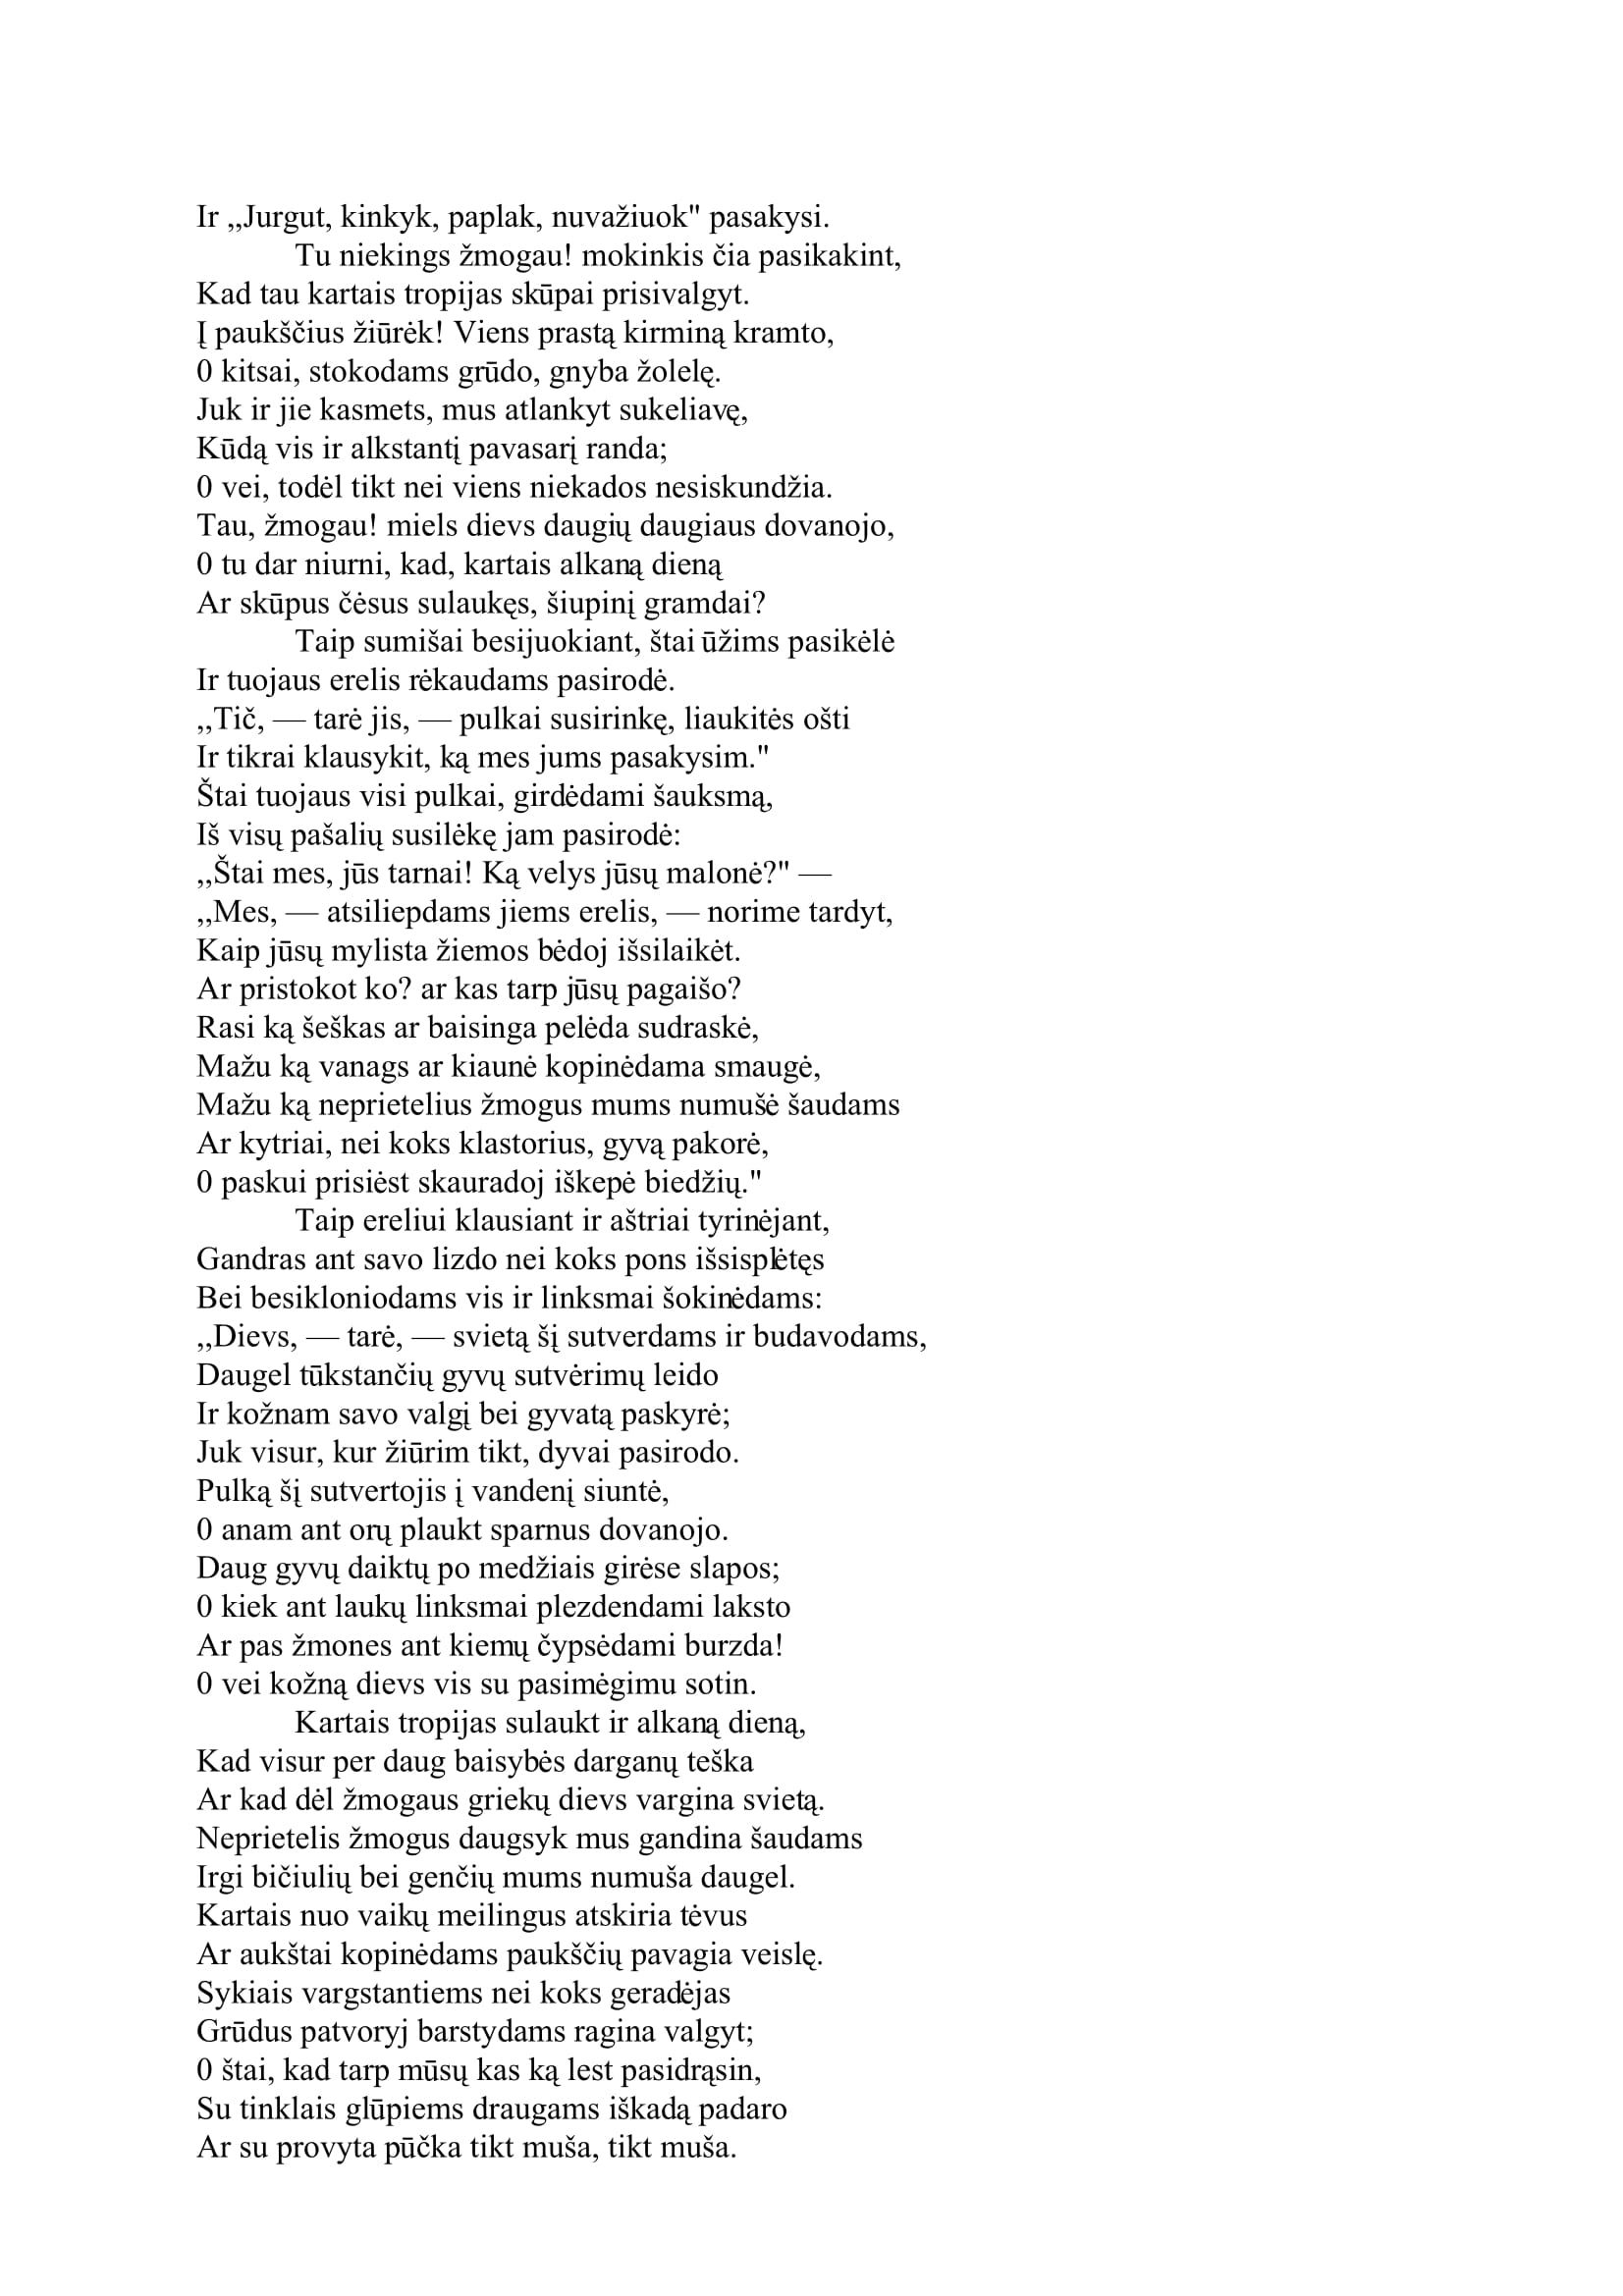 Ir ,,Jurgut, kinkyk, paplak, nuvažiuok" pasakysi.
Tu niekings žmogau! mokinkis čia pasikakint,
Kad tau kartais tropijas skūpai prisivalgyt.
Į paukščius žiūrėk! Viens prastą kirminą kramto,
0 kitsai, stokodams grūdo, gnyba žolelę.
Juk ir jie kasmets, mus atlankyt sukeliavę,
Kūdą vis ir alkstantį pavasarį randa;
0 vei, todėl tikt nei viens niekados nesiskundžia.
Tau, žmogau! miels dievs daugių daugiaus dovanojo,
0 tu dar niurni, kad, kartais alkaną dieną
Ar skūpus čėsus sulaukęs, šiupinį gramdai?
Taip sumišai besijuokiant, štai ūžims pasikėlė
Ir tuojaus erelis rėkaudams pasirodė.
,,Tič, — tarė jis, — pulkai susirinkę, liaukitės ošti
Ir tikrai klausykit, ką mes jums pasakysim."
Štai tuojaus visi pulkai, girdėdami šauksmą,
Iš visų pašalių susilėkę jam pasirodė:
,,Štai mes, jūs tarnai! Ką velys jūsų malonė?" —
,,Mes, — atsiliepdams jiems erelis, — norime tardyt,
Kaip jūsų mylista žiemos bėdoj išsilaikėt.
Ar pristokot ko? ar kas tarp jūsų pagaišo?
Rasi ką šeškas ar baisinga pelėda sudraskė,
Mažu ką vanags ar kiaunė kopinėdama smaugė,
Mažu ką neprietelius žmogus mums numušė šaudams
Ar kytriai, nei koks klastorius, gyvą pakorė,
0 paskui prisiėst skauradoj iškepė biedžių."
Taip ereliui klausiant ir aštriai tyrinėjant,
Gandras ant savo lizdo nei koks pons išsisplėtęs
Bei besikloniodams vis ir linksmai šokinėdams:
,,Dievs, — tarė, — svietą šį sutverdams ir budavodams,
Daugel tūkstančių gyvų sutvėrimų leido
Ir kožnam savo valgį bei gyvatą paskyrė;
Juk visur, kur žiūrim tikt, dyvai pasirodo.
Pulką šį sutvertojis į vandenį siuntė,
0 anam ant orų plaukt sparnus dovanojo.
Daug gyvų daiktų po medžiais girėse slapos;
0 kiek ant laukų linksmai plezdendami laksto
Ar pas žmones ant kiemų čypsėdami burzda!
0 vei kožną dievs vis su pasimėgimu sotin.
Kartais tropijas sulaukt ir alkaną dieną,
Kad visur per daug baisybės darganų teška
Ar kad dėl žmogaus griekų dievs vargina svietą.
Neprietelis žmogus daugsyk mus gandina šaudams
Irgi bičiulių bei genčių mums numuša daugel.
Kartais nuo vaikų meilingus atskiria tėvus
Ar aukštai kopinėdams paukščių pavagia veislę.
Sykiais vargstantiems nei koks geradėjas
Grūdus patvoryj barstydams ragina valgyt;
0 štai, kad tarp mūsų kas ką lest pasidrąsin,
Su tinklais glūpiems draugams iškadą padaro
Ar su provyta pūčka tikt muša, tikt muša.